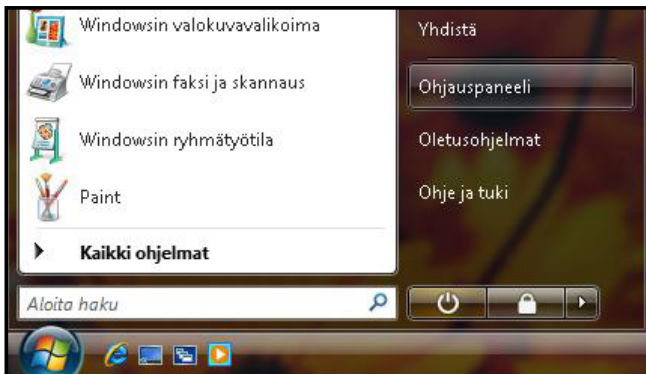 Windowsin valokuvavalikoima
Windowsin faksi ja skannaus
Windowsin ryhmätyötila
Paint
Kaikki ohjelmat
Aloita haku
Yhdistä
Ohjauspaneeli
Oletusohjelmat
Ohje ja tuki